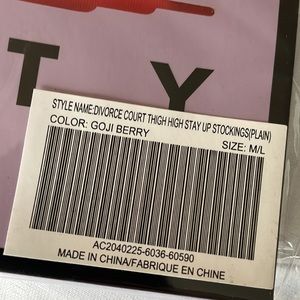 T Y
STYLE NAME:DIVORCE COURT THIGH HIGH STAY UP STOCKINGS(PLAIN)
COLOR: GOJI BERRY
SIZE: M/L
AC2040225-6036-60590
MADE IN CHINA/FABRIQUE EN CHINE